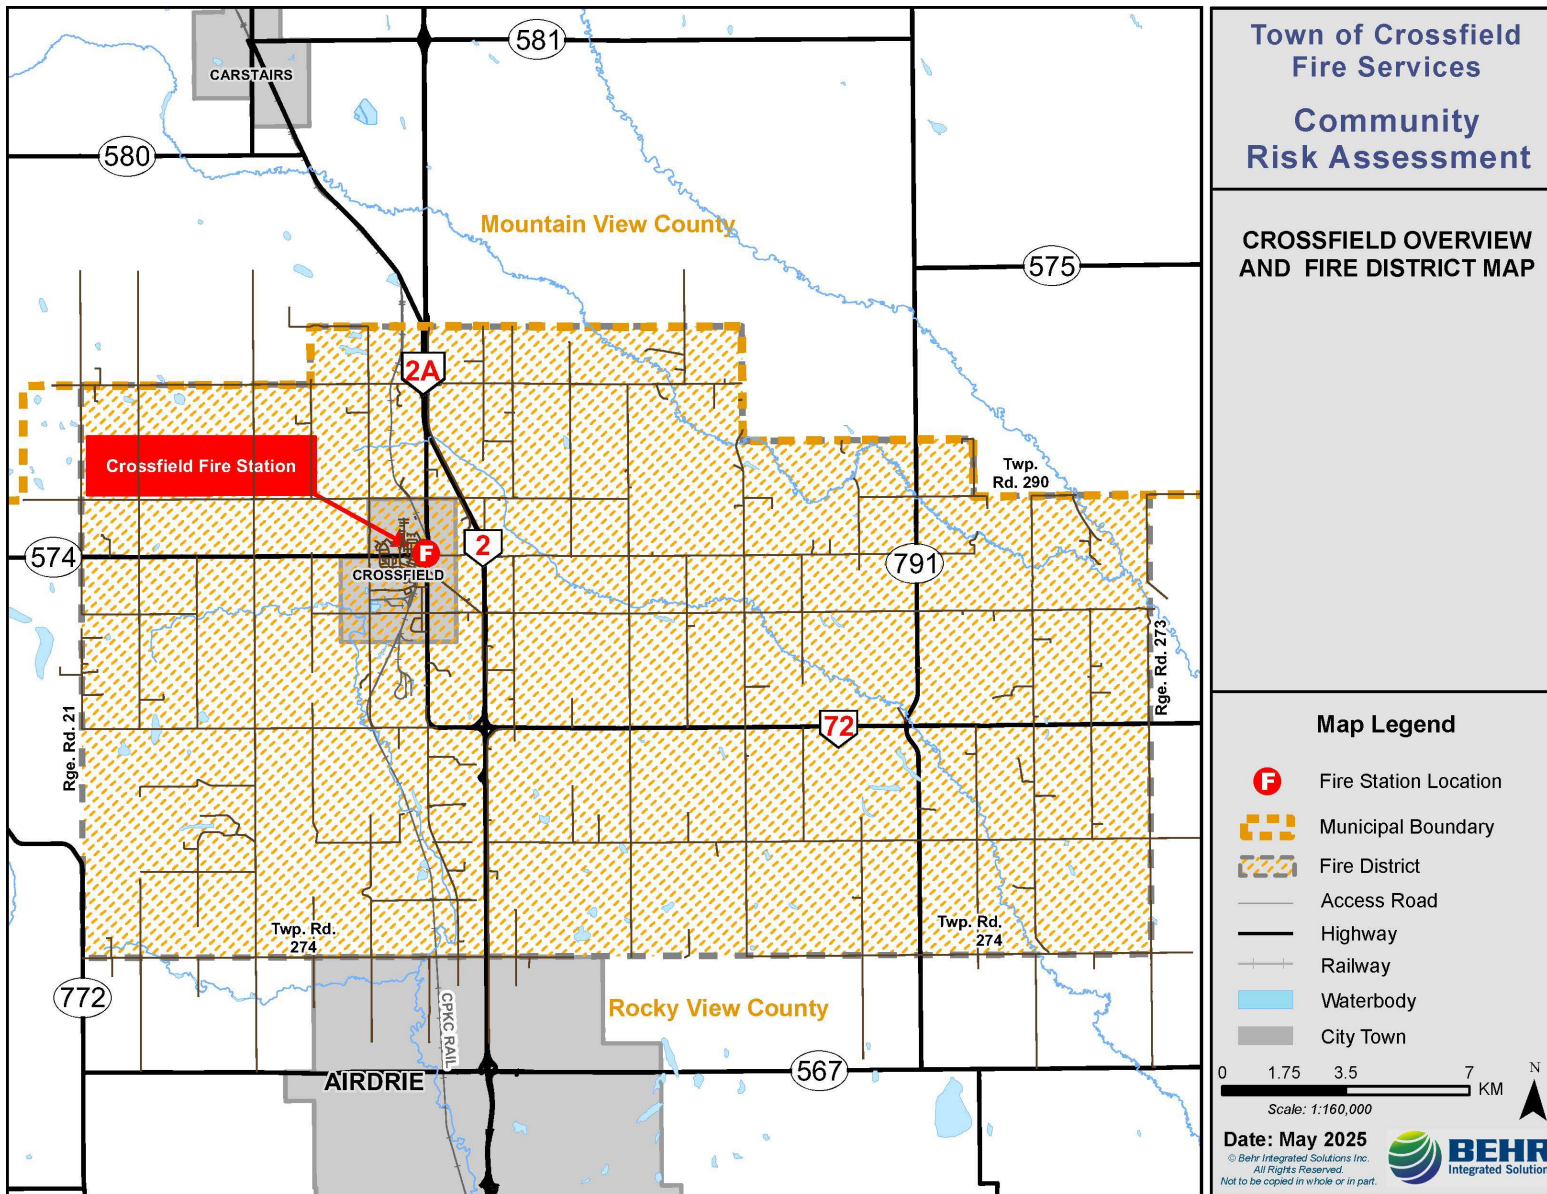 Town of Crossfield
Fire Services
Community
Risk Assessment
CROSSFIELD OVERVIEW
AND FIRE DISTRICT MAP
CARSTAIRS
581
580
Mountain View County
575
2A
Crossfield Fire Station
Twp.
Rd. 290
574
F
2
CROSSFIELD
791
Rge. Rd. 273
Rge. Rd. 21
72
Twp. Rd.
274
Twp. Rd.
274
772
CPKC RAIL
Rocky View County
AIRDRIE
567
Map Legend
F
Fire Station Location
Municipal Boundary
Fire District
Access Road
Highway
Railway
Waterbody
City Town
0 1.75 3.5 7
KM
N
Scale: 1:160,000
Date: May 2025
© Behr Integrated Solutions Inc.
All Rights Reserved.
Not to be copied in whole or in part.
BEHR
Integrated Solution